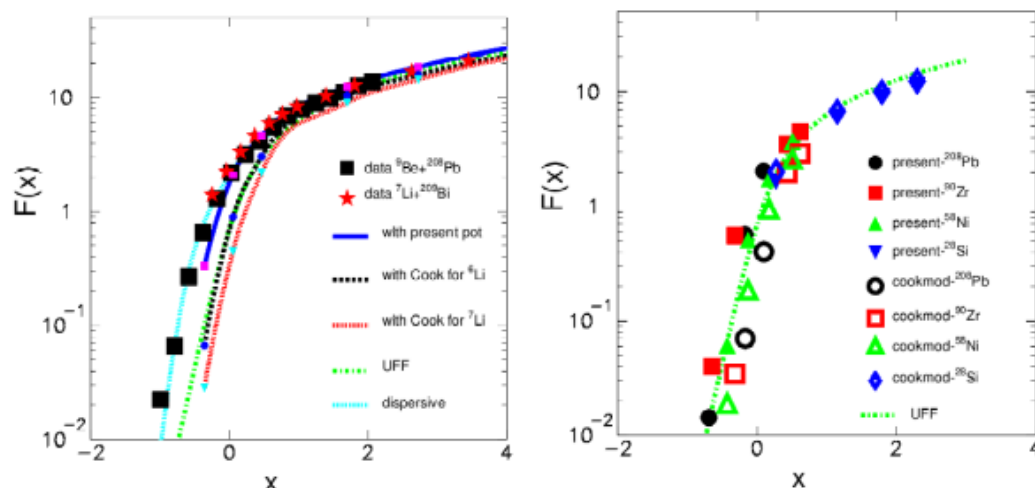 F(x)
10
1
10⁻¹
10⁻²
−2
0
2
4
x
data ⁹Be+²⁰⁸Pb
data ⁷Li+²⁰⁹Bi
with present pot
with Cook for ⁶Li
with Cook for ⁷Li
UFF
dispersive
F(x)
10
1
10⁻¹
10⁻²
−2
0
2
4
x
present-²⁰⁸Pb
present-⁹⁰Zr
present-⁵⁸Ni
present-²⁸Si
cookmod-²⁰⁸Pb
cookmod-⁹⁰Zr
cookmod-⁵⁸Ni
cookmod-²⁸Si
UFF